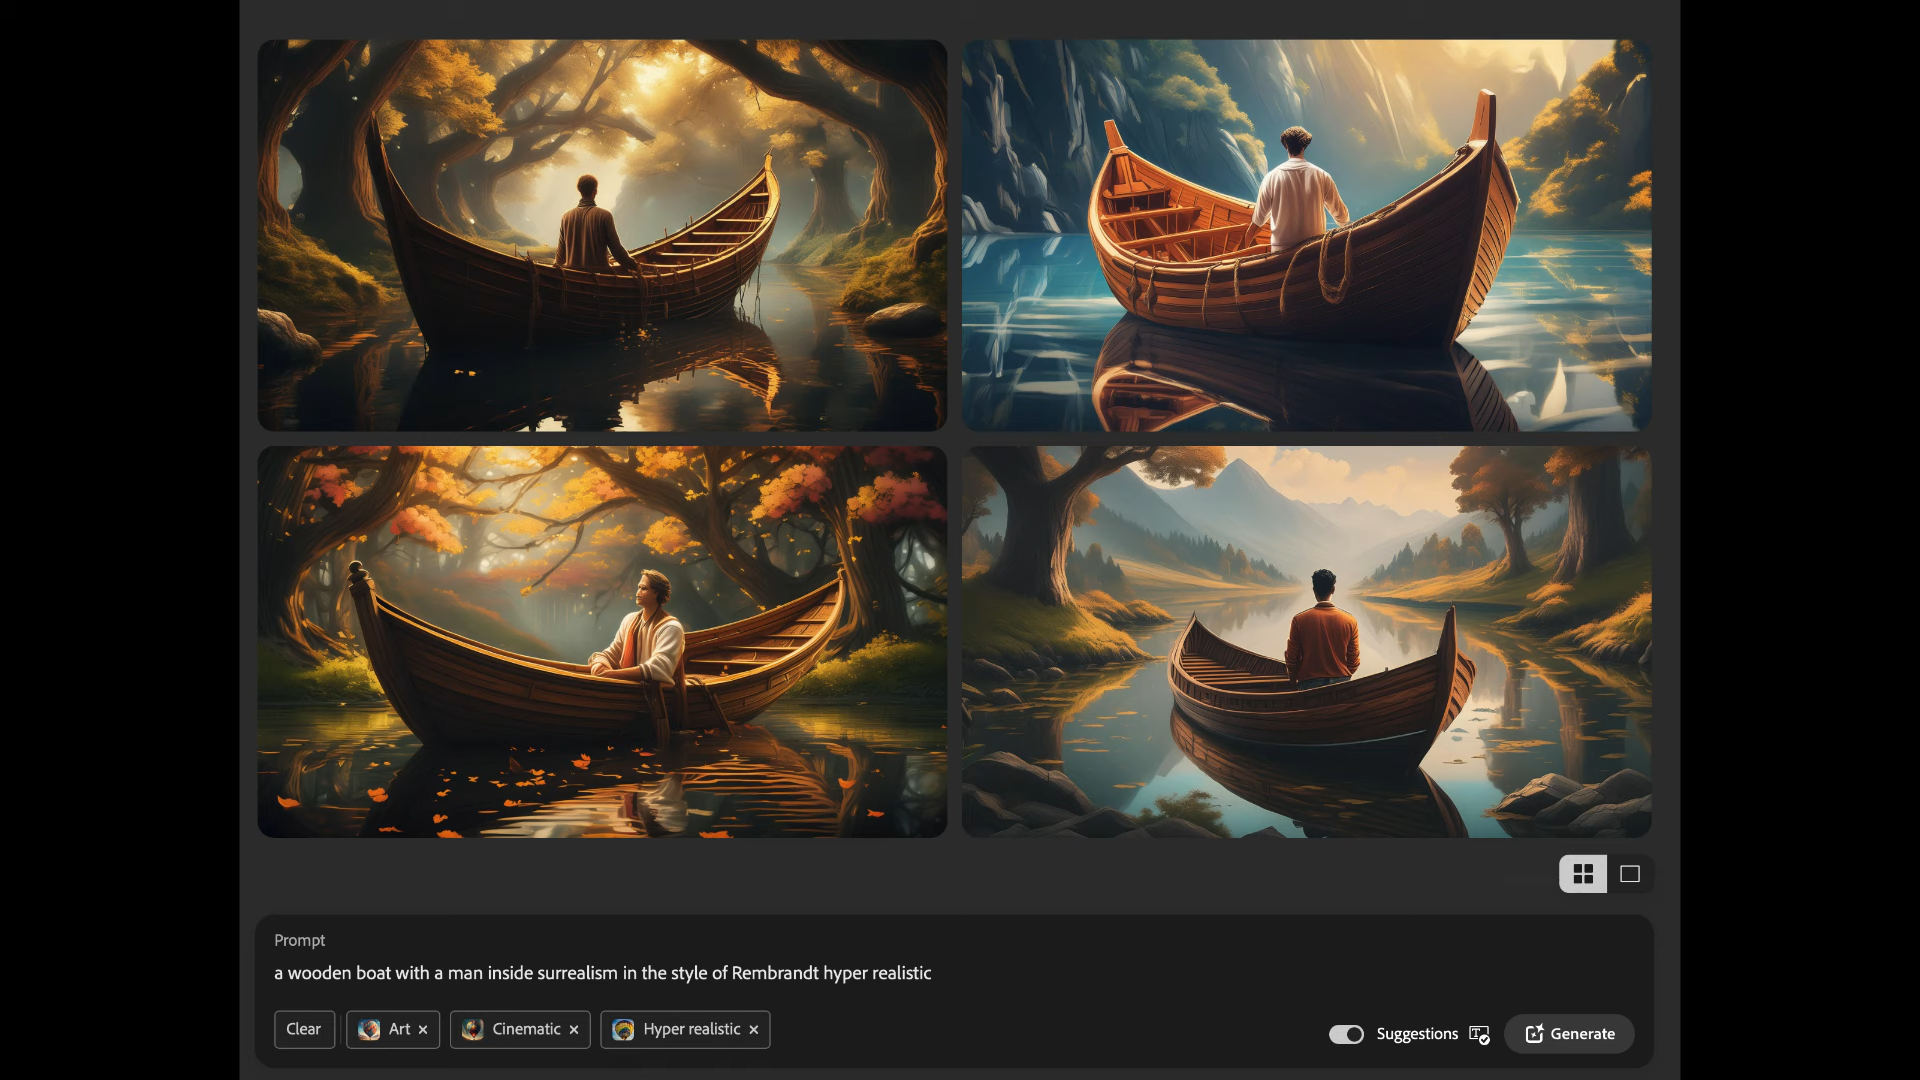 Prompt
a wooden boat with a man inside surrealism in the style of Rembrandt hyper realistic
Clear Art Cinematic Hyper realistic
Suggestions Generate